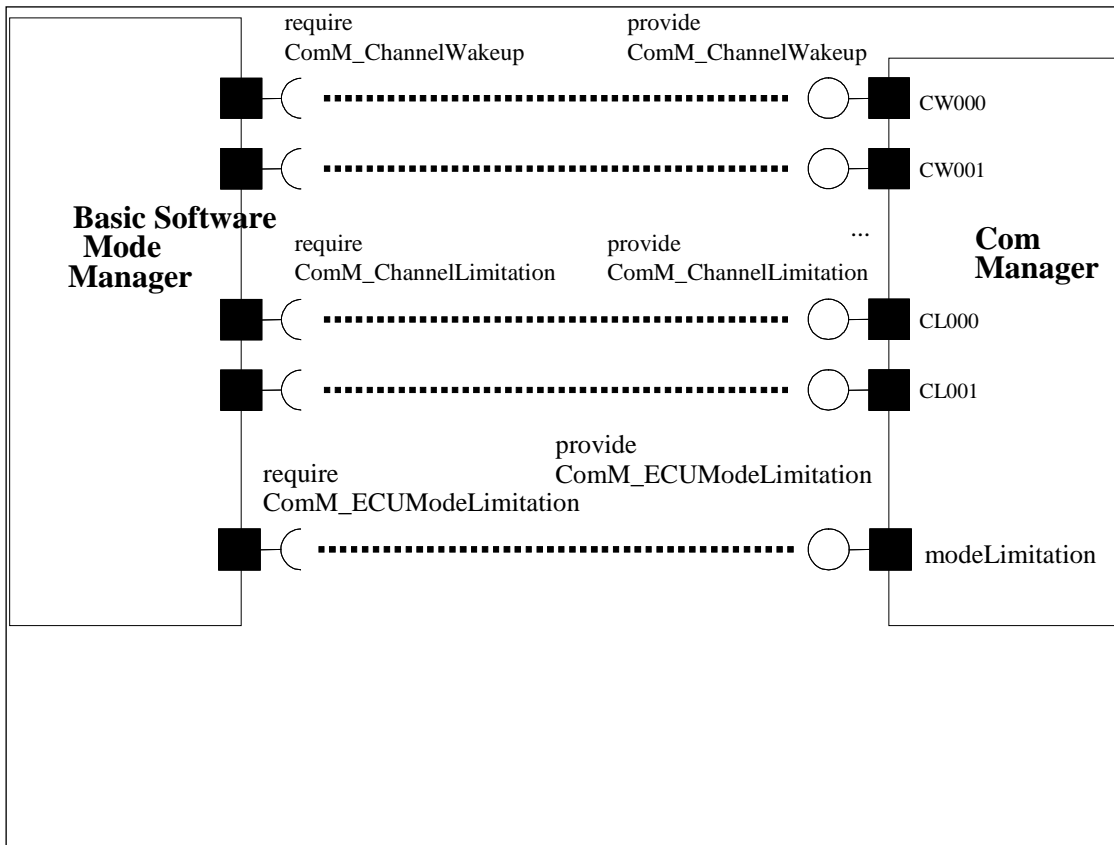 require
ComM_ChannelWakeup
provide
ComM_ChannelWakeup
CW000
CW001
Basic Software
Mode
Manager
...
Com
Manager
require
ComM_ChannelLimitation
provide
ComM_ChannelLimitation
CL000
CL001
require
ComM_ECUModeLimitation
provide
ComM_ECUModeLimitation
modeLimitation